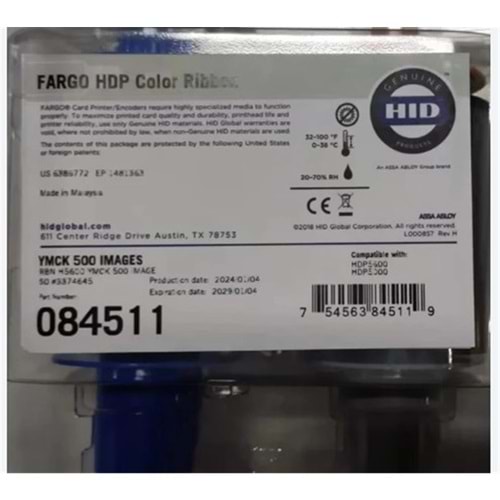 FARGO HDP Color Ribbon
FARGO® Card Printer/Encoders require highly specialized media to function
properly. To maximize printed card quality and durability, printhead life and
printer reliability, use only Genuine HID materials. HID Global warranties are
void, where not prohibited by law, when non-Genuine HID materials are used.
The contents of this package are protected by the following United States
or foreign patents:
US 6386772 EP 1481363
Made in Malaysia
hidglobal.com
611 Center Ridge Drive Austin, TX 78753
GENUINE
HID
PRODUCTS
An ASSA ABLOY Group brand
32-100 °F
0-38 °C
20-70% RH
ASSA ABLOY
©2018 HID Global Corporation. All rights reserved.
L000857 Rev H
YMCK 500 IMAGES
RBN H5600 YMCK 500 IMAGE
Production date: 2024/01/04
Expiration date: 2029/01/04
Part Number:
084511
Compatible with:
HDP5600
HDP5000
7 54563 84511 9